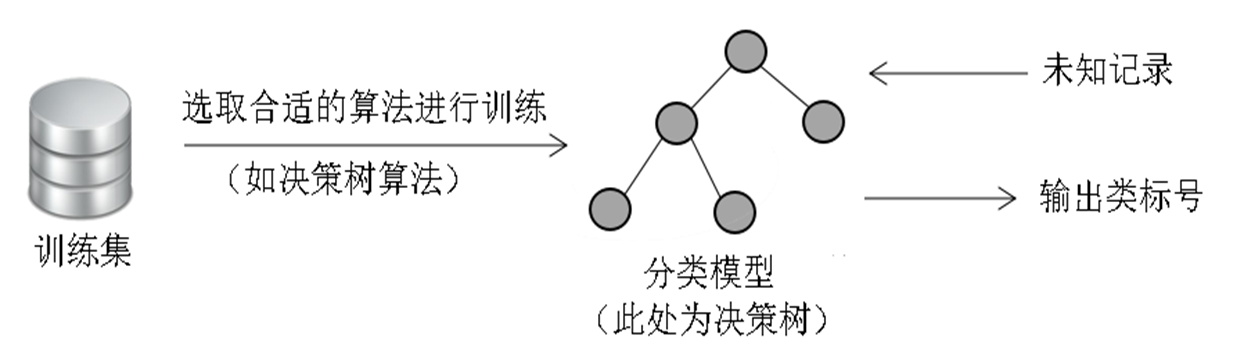 未知记录
选取合适的算法进行训练
（如决策树算法）
输出类标号
训练集
分类模型
（此处为决策树）